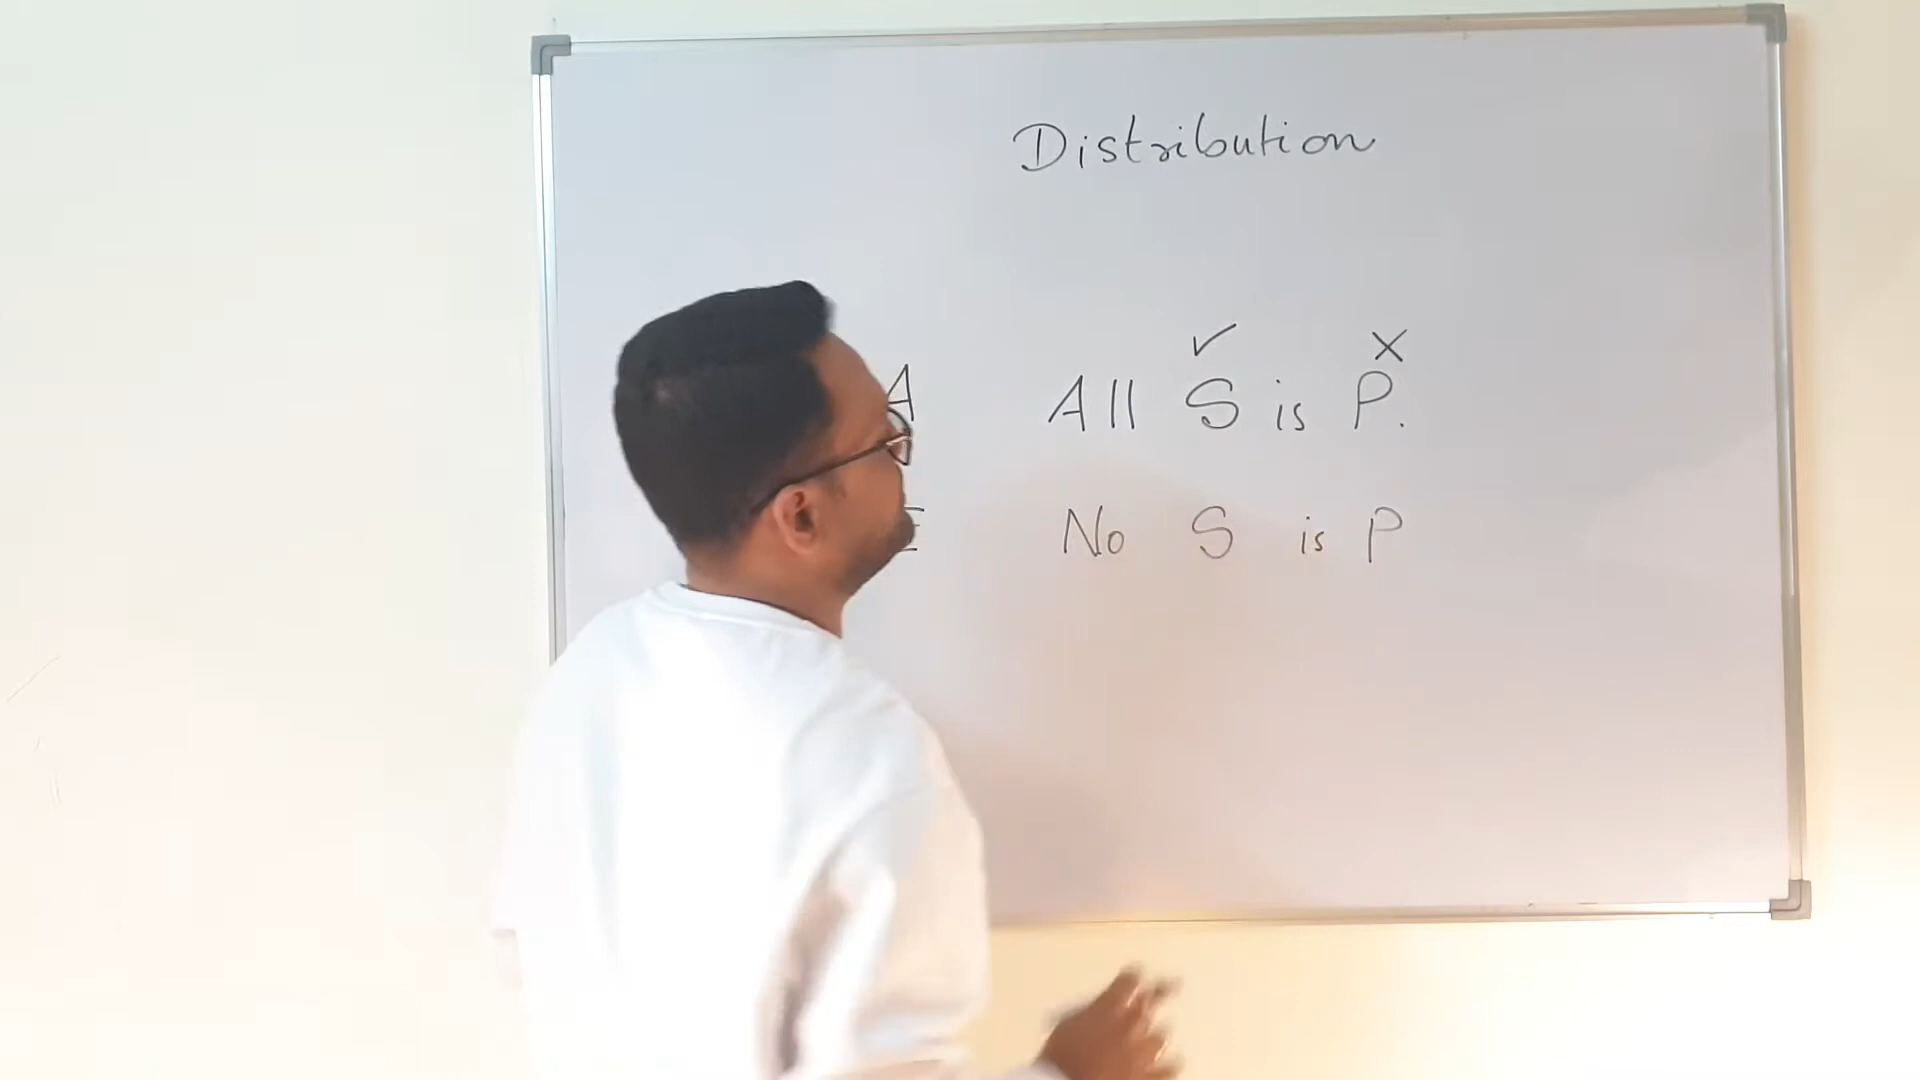 Distribution
✓ ×
A All S is P.
E No S is P